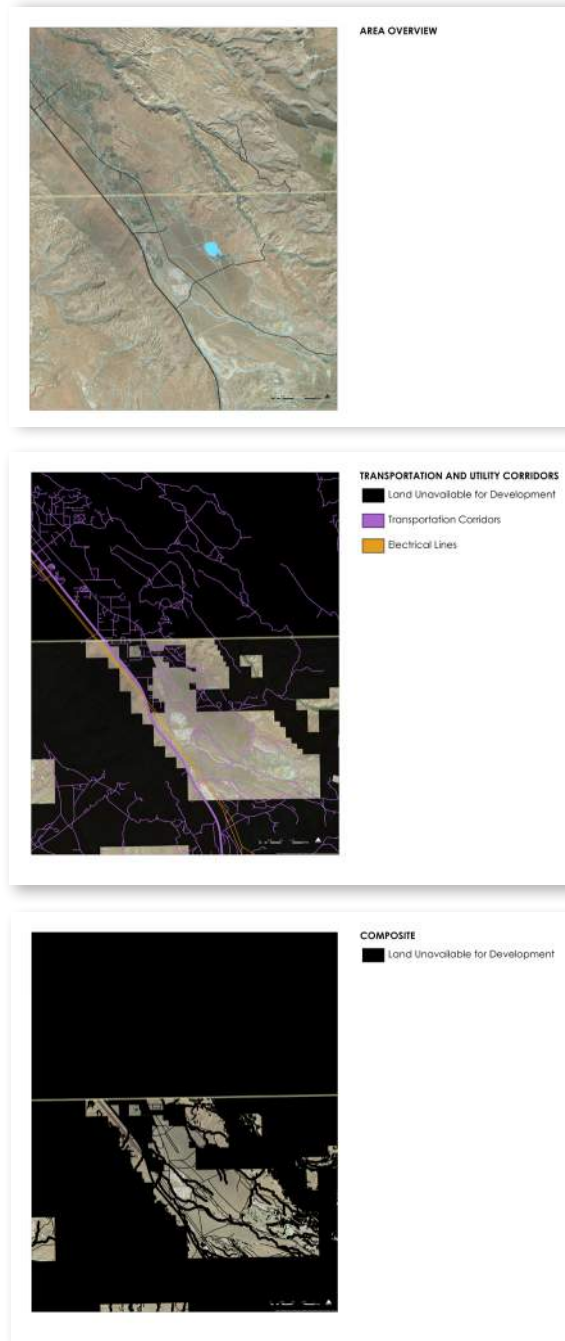 AREA OVERVIEW
TRANSPORTATION AND UTILITY CORRIDORS
Land Unavailable for Development
Transportation Corridors
Electrical Lines
COMPOSITE
Land Unavailable for Development